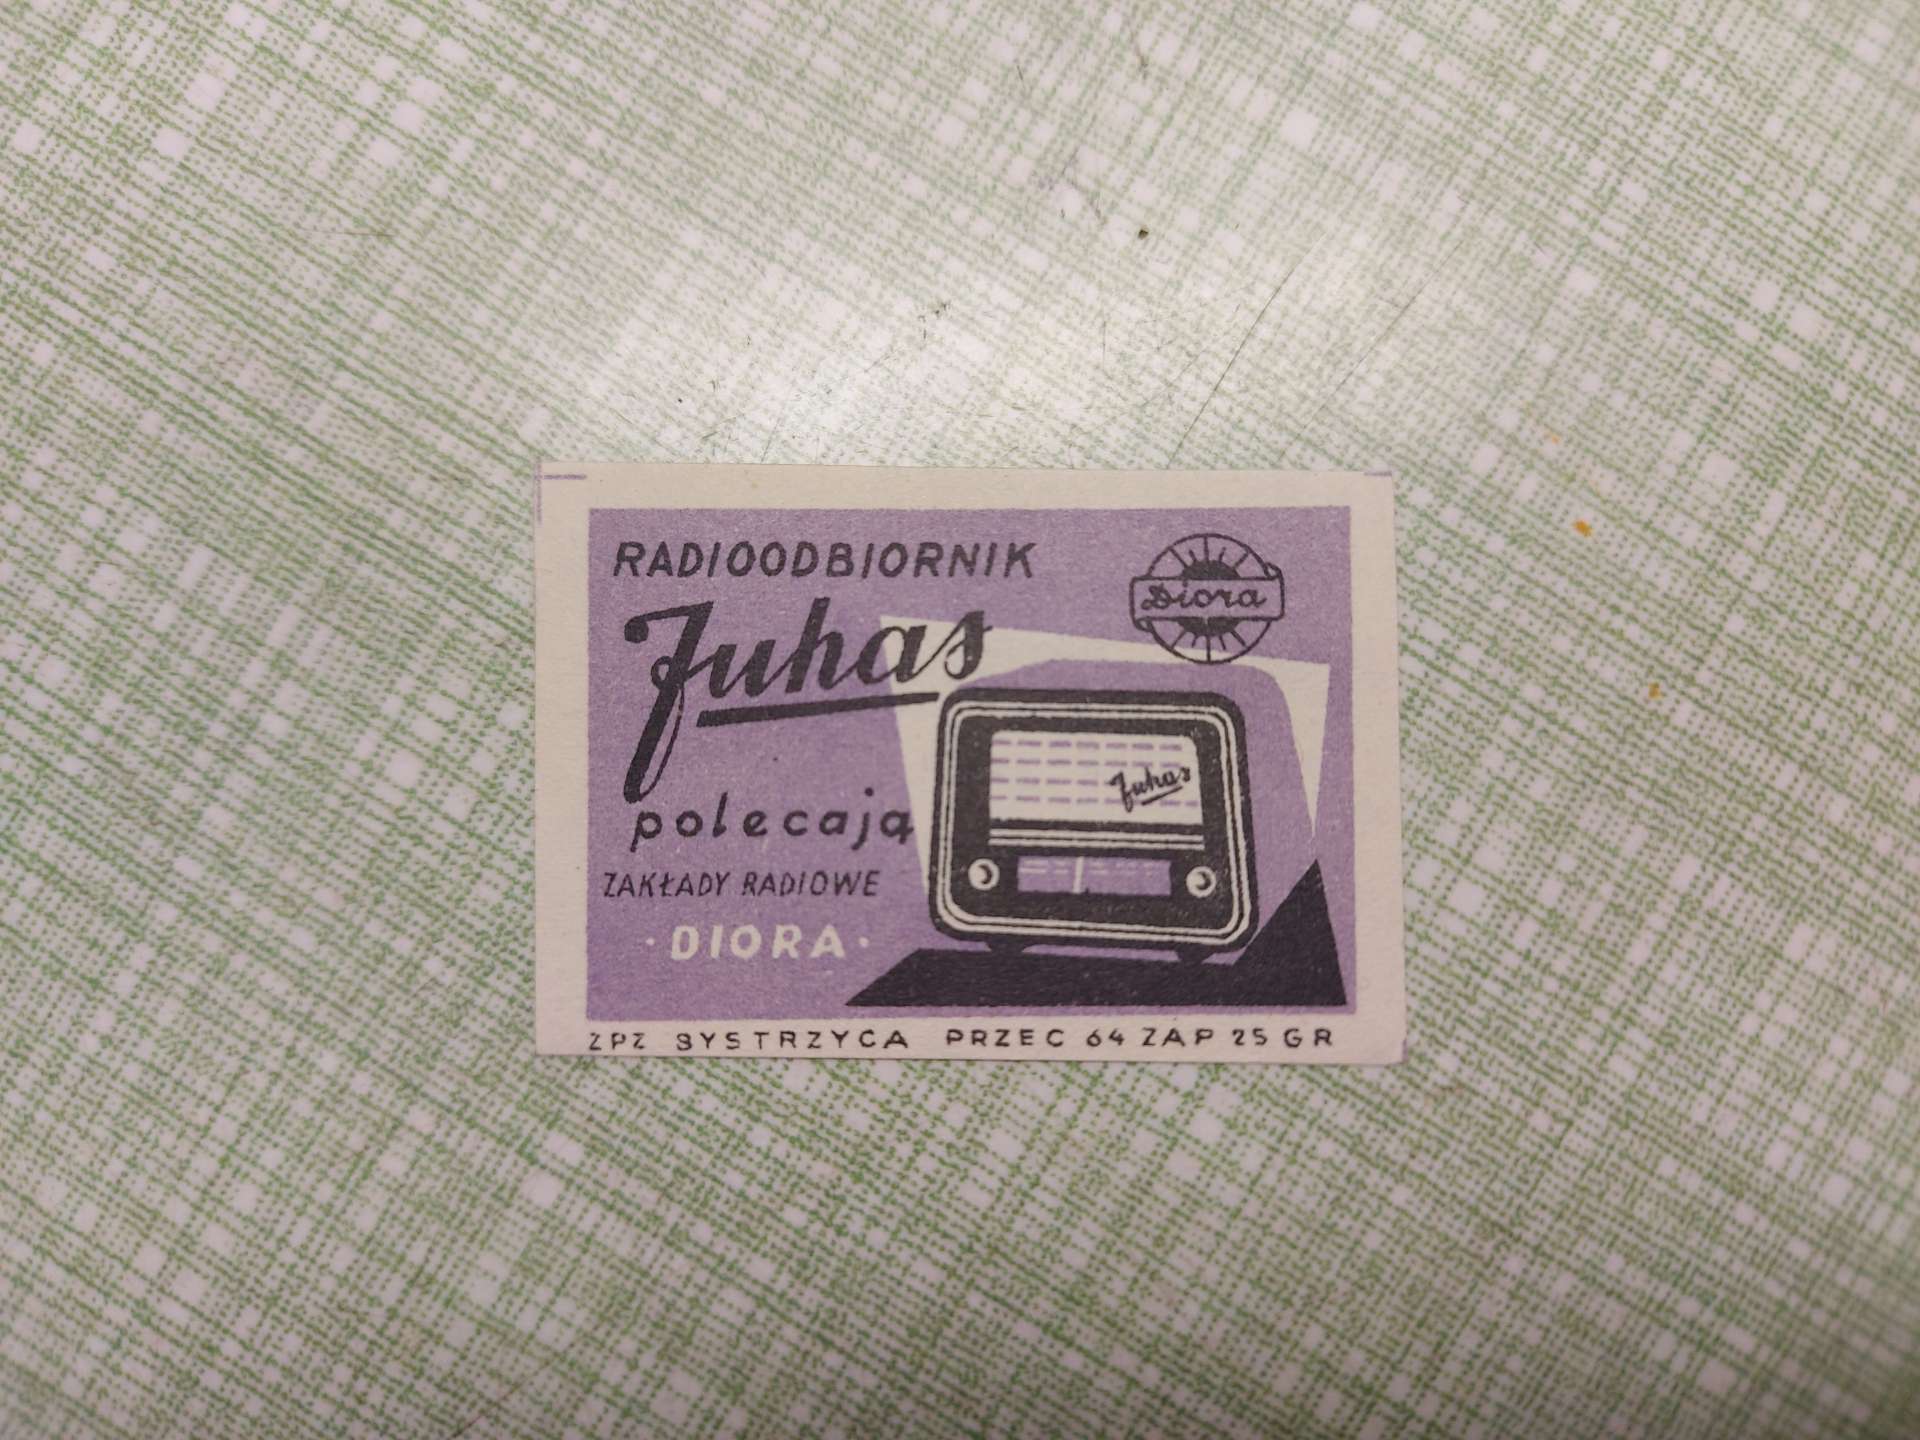 RADIOODBIORNIK
Diora
Juhas
Juhas
polecają
ZAKŁADY RADIOWE
·DIORA·
ZPZ BYSTRZYCA PRZEC 64 ZAP 25 GR